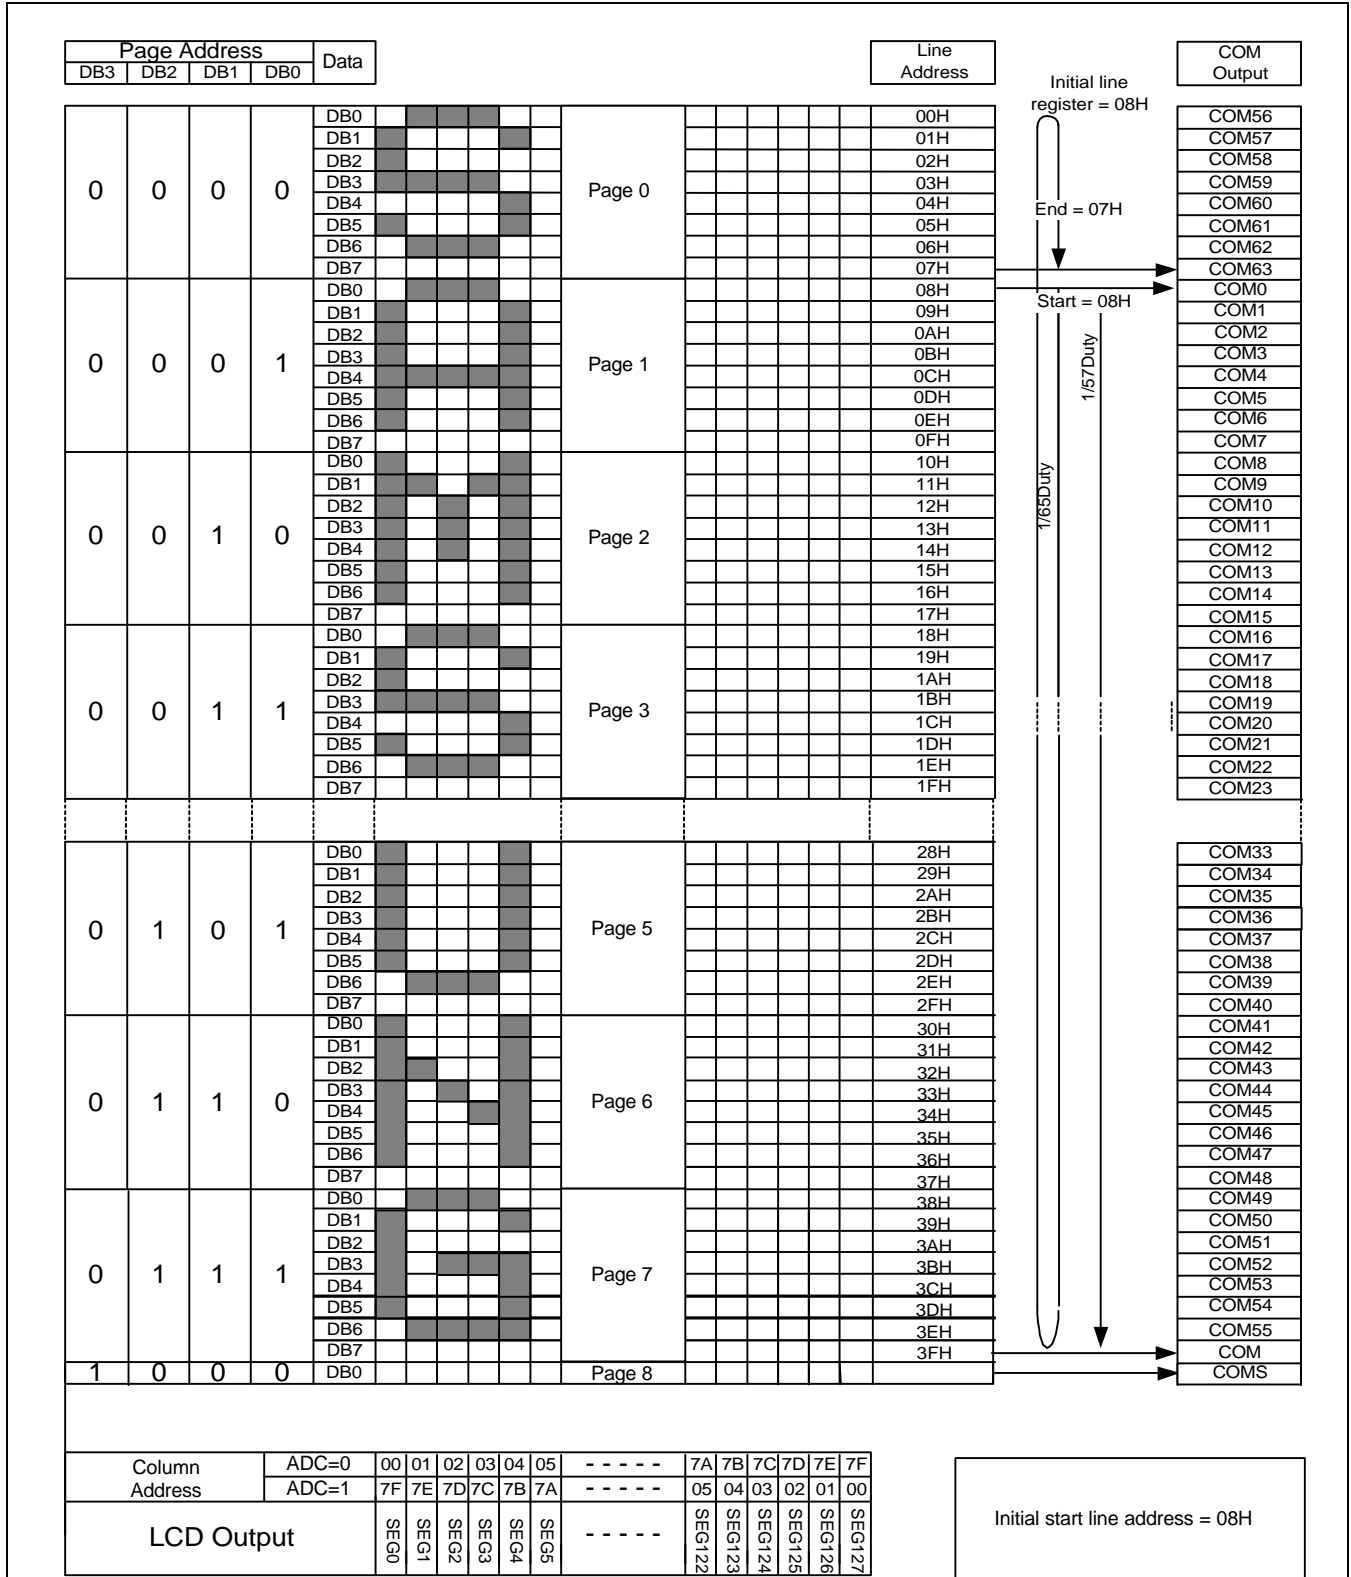 Page Address Data Line Address COM Output
DB3 DB2 DB1 DB0
Initial line register = 08H
DB0 00H COM56
DB1 01H COM57
DB2 02H COM58
DB3 03H COM59
0 0 0 0 Page 0
DB4 04H COM60
End = 07H
DB5 05H COM61
DB6 06H COM62
DB7 07H COM63
DB0 08H COM0
Start = 08H
DB1 09H COM1
DB2 0AH COM2
DB3 0BH COM3
0 0 0 1 Page 1
1/57Duty
DB4 0CH COM4
DB5 0DH COM5
DB6 0EH COM6
DB7 0FH COM7
DB0 10H COM8
DB1 11H COM9
1/65Duty
DB2 12H COM10
DB3 13H COM11
0 0 1 0 Page 2
DB4 14H COM12
DB5 15H COM13
DB6 16H COM14
DB7 17H COM15
DB0 18H COM16
DB1 19H COM17
DB2 1AH COM18
DB3 1BH COM19
0 0 1 1 Page 3
DB4 1CH COM20
DB5 1DH COM21
DB6 1EH COM22
DB7 1FH COM23
DB0 28H COM33
DB1 29H COM34
DB2 2AH COM35
DB3 2BH COM36
0 1 0 1 Page 5
DB4 2CH COM37
DB5 2DH COM38
DB6 2EH COM39
DB7 2FH COM40
DB0 30H COM41
DB1 31H COM42
DB2 32H COM43
DB3 33H COM44
0 1 1 0 Page 6
DB4 34H COM45
DB5 35H COM46
DB6 36H COM47
DB7 37H COM48
DB0 38H COM49
DB1 39H COM50
DB2 3AH COM51
DB3 3BH COM52
0 1 1 1 Page 7
DB4 3CH COM53
DB5 3DH COM54
DB6 3EH COM55
DB7 3FH COM
1 0 0 0 DB0 Page 8 COMS
Column Address
ADC=0 00 01 02 03 04 05 - - - - - 7A 7B 7C 7D 7E 7F
ADC=1 7F 7E 7D 7C 7B 7A - - - - - 05 04 03 02 01 00
LCD Output SEG0 SEG1 SEG2 SEG3 SEG4 SEG5 - - - - - SEG122 SEG123 SEG124 SEG125 SEG126 SEG127
Initial start line address = 08H